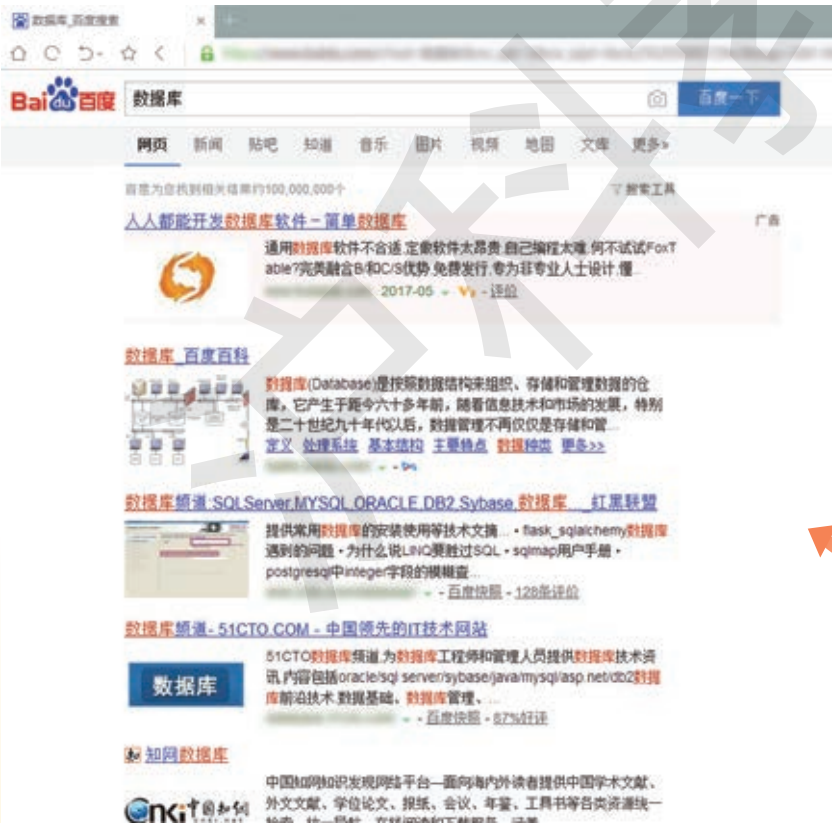 数据库_百度搜索
Bai du 百度 数据库 百度一下
网页 新闻 贴吧 知道 音乐 图片 视频 地图 文库 更多»
百度为您找到相关结果约100,000,000个 搜索工具
人人都能开发数据库软件-简单数据库 广告
通用数据库软件不合适,定象软件太昂贵,自己编程太难,何不试试FoxT
able?完美融合B/和C/S优势,免费发行,专为非专业人士设计,懂...
2017-05 - V3 - 评价
数据库_百度百科
数据库(Database)是按照数据结构来组织、存储和管理数据的仓
库，它产生于距今六十多年前，随着信息技术和市场的发展，特别
是二十世纪九十年代以后，数据管理不再仅仅是存储和管...
定义 处理系统 基本结构 主要特点 数据种类 更多>>
数据库频道:SQLServer,MYSQL,ORACLE,DB2,Sybase,数据库..._红黑联盟
提供常用数据库的安装使用等技术文摘... · flask_sqlalchemy数据库
遇到的问题 · 为什么说LINQ要胜过SQL · sqlmap用户手册 ·
postgresql中integer字段的模糊查...
- 百度快照 - 128条评价
数据库频道- 51CTO.COM - 中国领先的IT技术网站
51CTO数据库频道,为数据库工程师和管理人员提供数据库技术资
讯,内容包括oracle/sql server/sybase/java/mysql/asp.net/db2数据
库前沿技术,数据基础、数据库管理、...
- 百度快照 - 87%好评
知网数据库
数据库
中国知网知识发现网络平台—面向海内外读者提供中国学术文献、
cnki 中国知网 外文文献、学位论文、报纸、会议、年鉴、工具书等各类资源统一